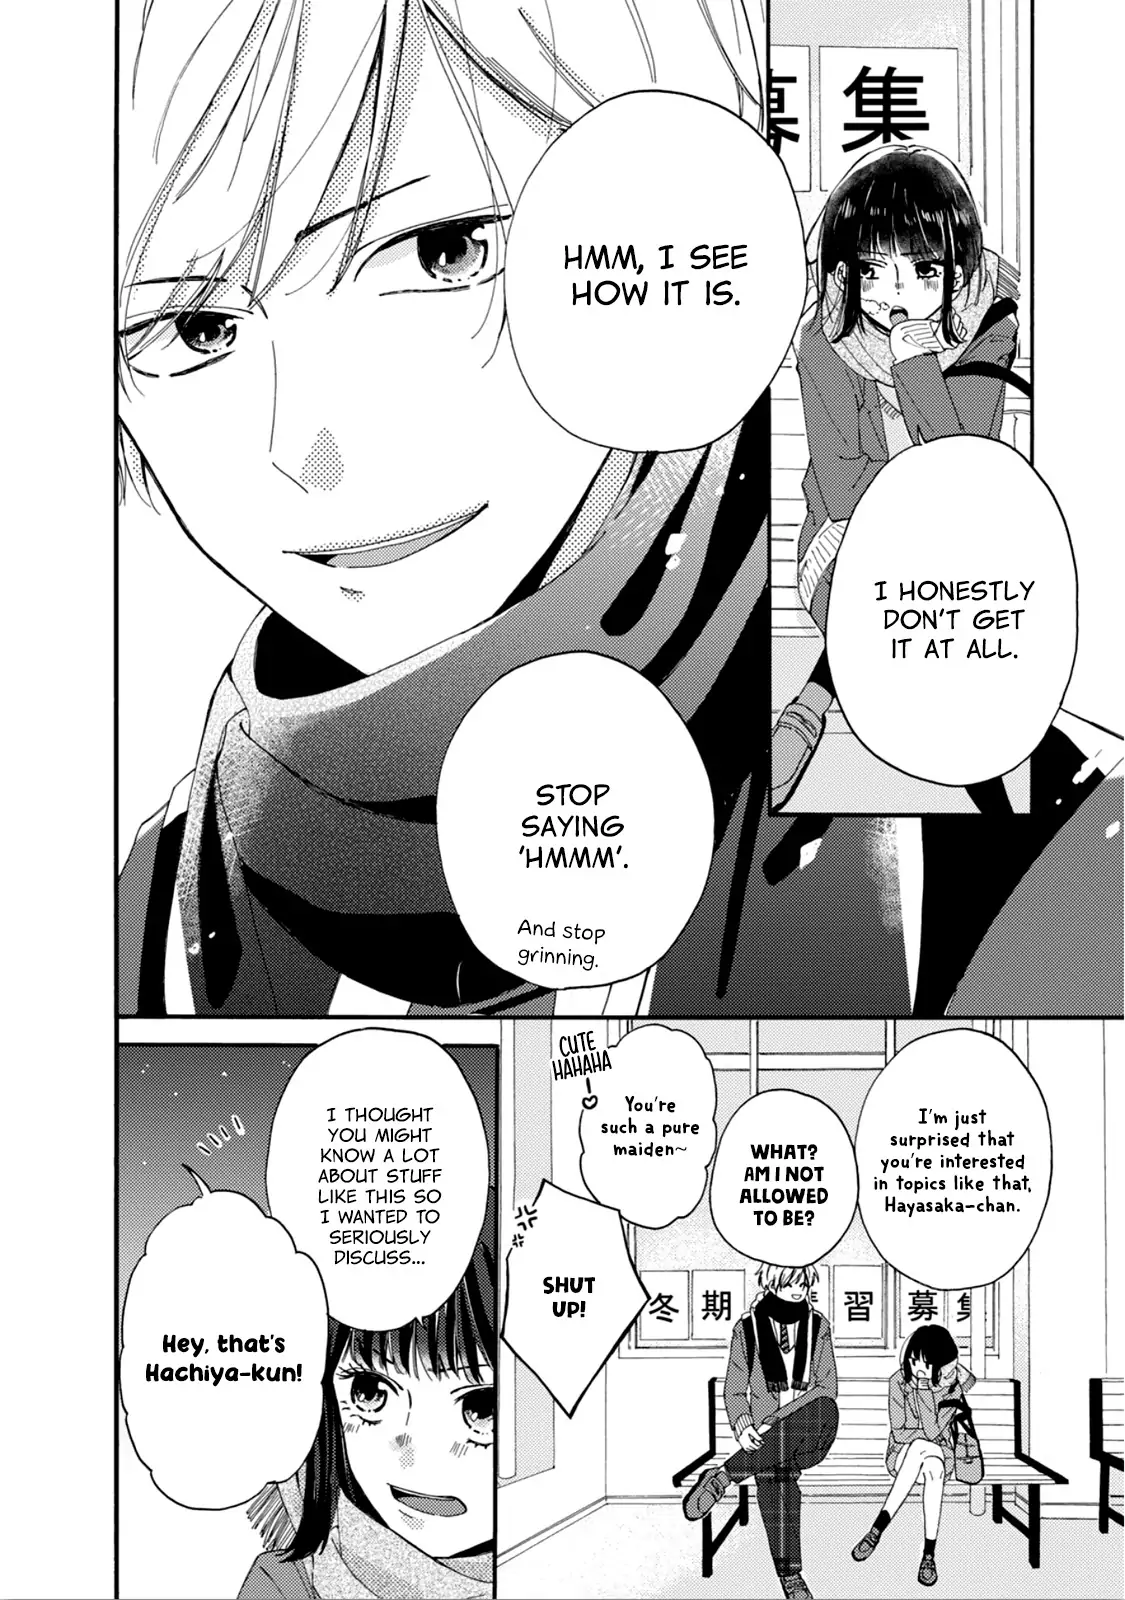 募集
I HONESTLY
DON'T GET
IT AT ALL.
HMM, I SEE
HOW IT IS.
STOP
SAYING
'HMMM'.
And stop
grinning.
I'm just
surprised that
you're interested
in topics like that,
Hayasaka-chan.
WHAT?
AM I NOT
ALLOWED
TO BE?
You're
such a pure
maiden~
CUTE
HAHAHA
SHUT
UP!
冬期
習募集
I THOUGHT
YOU MIGHT
KNOW A LOT
ABOUT STUFF
LIKE THIS SO
I WANTED TO
SERIOUSLY
DISCUSS...
Hey, that's
Hachiya-kun!